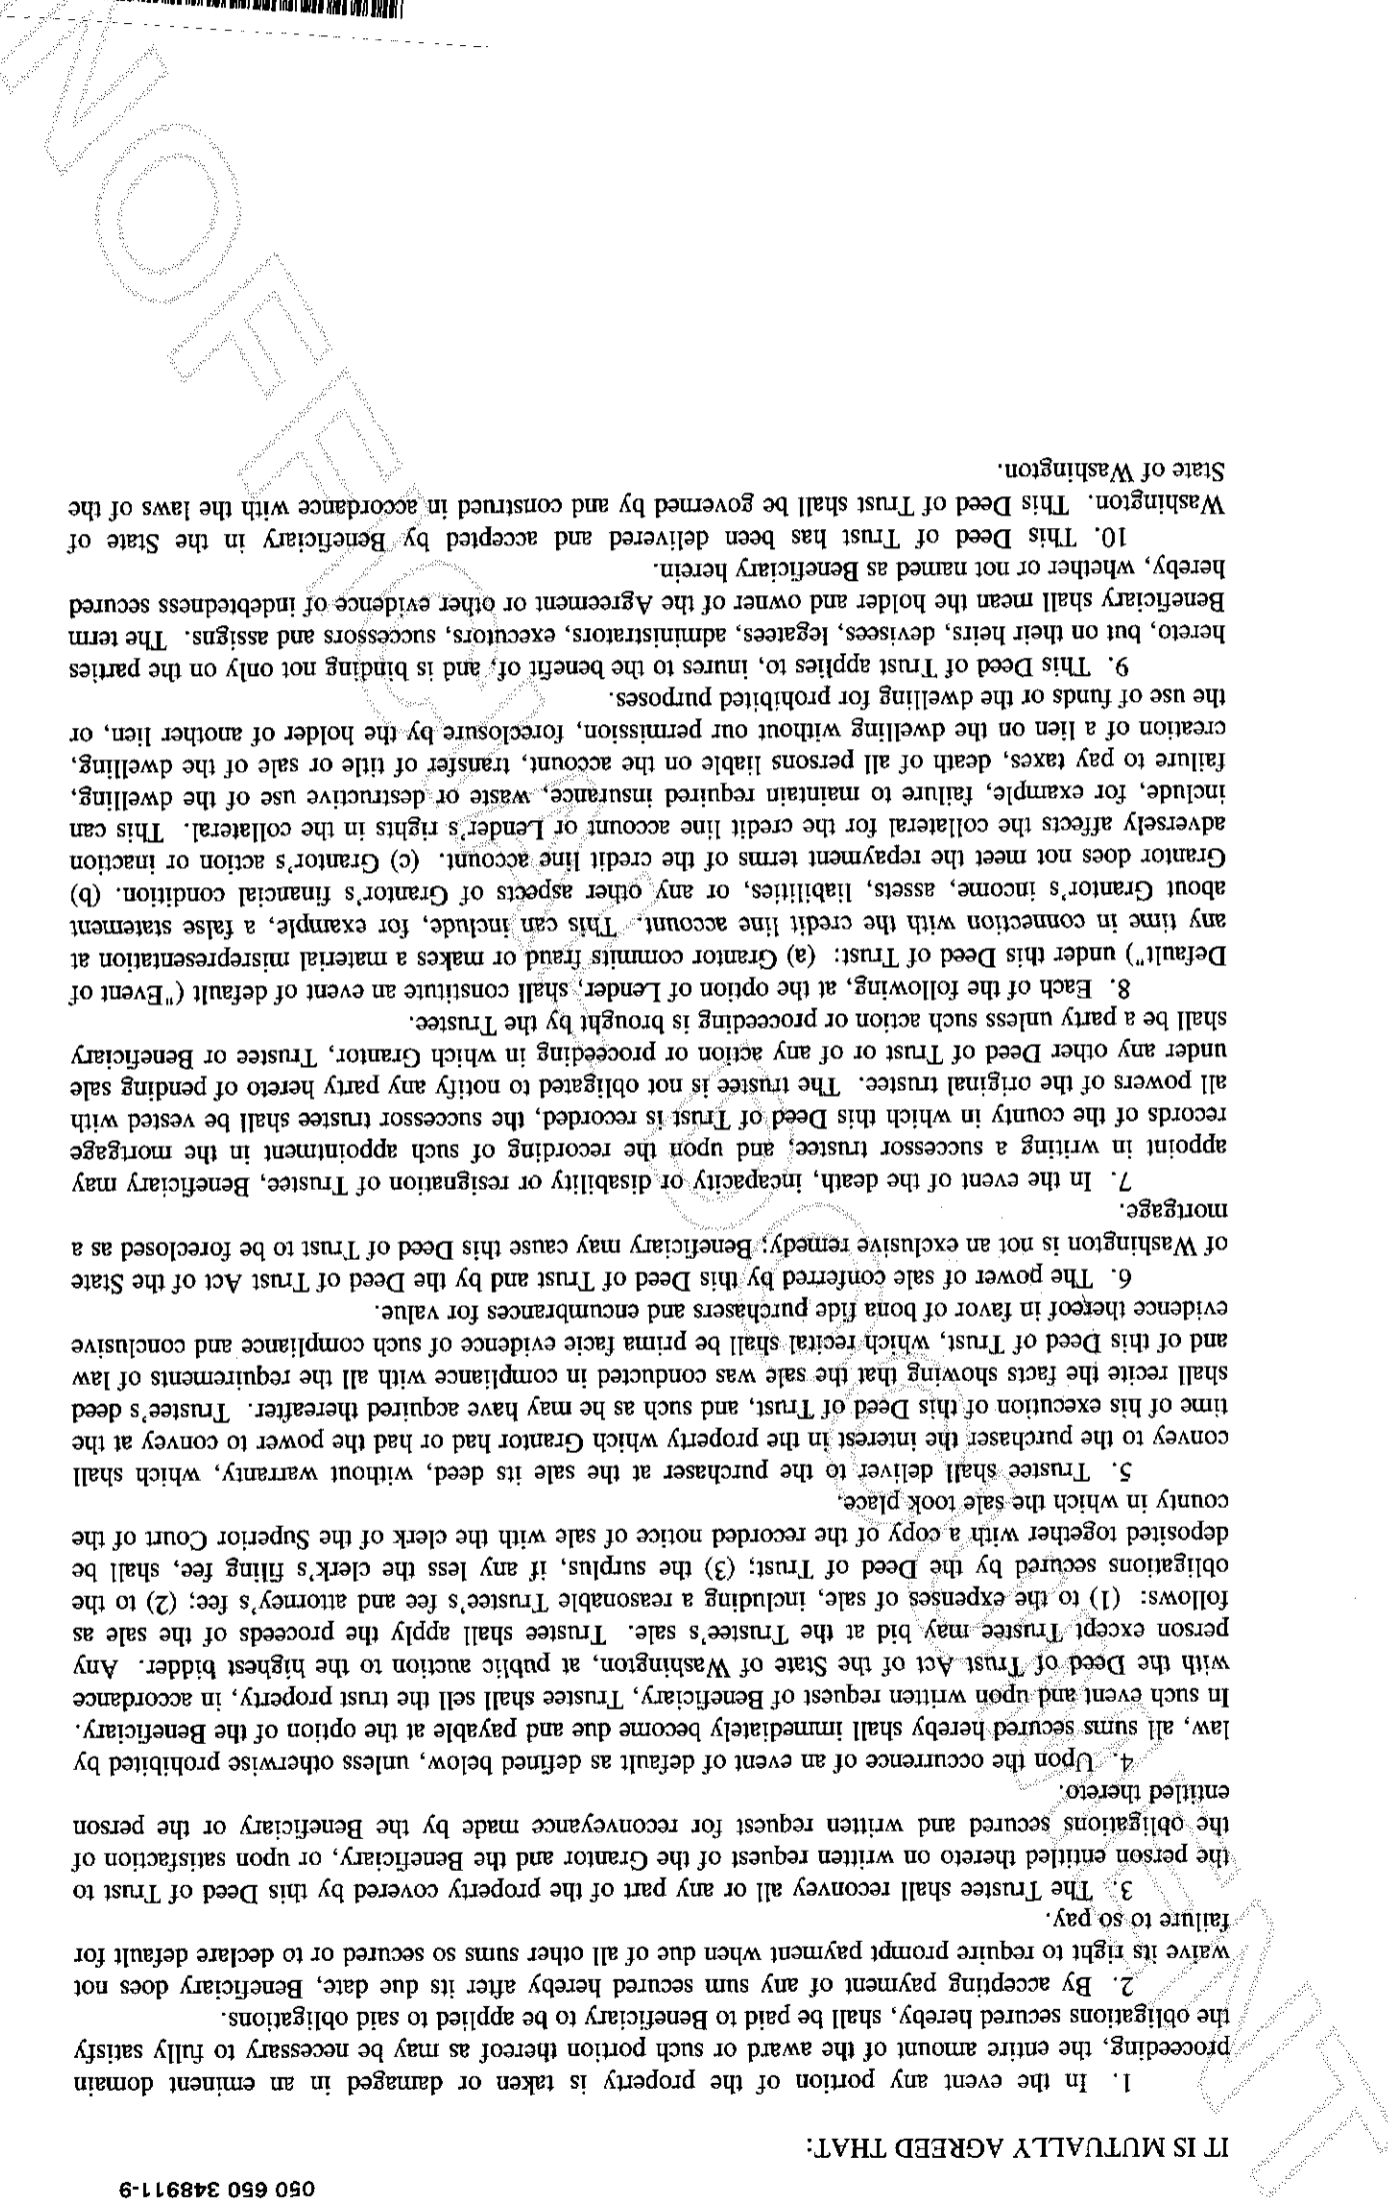 050 650 348911-9
IT IS MUTUALLY AGREED THAT:
1. In the event any portion of the property is taken or damaged in an eminent domain
proceeding, the entire amount of the award or such portion thereof as may be necessary to fully satisfy
the obligations secured hereby, shall be paid to Beneficiary to be applied to said obligations.
2. By accepting payment of any sum secured hereby after its due date, Beneficiary does not
waive its right to require prompt payment when due of all other sums so secured or to declare default for
failure to so pay.
3. The Trustee shall reconvey all or any part of the property covered by this Deed of Trust to
the person entitled thereto on written request of the Grantor and the Beneficiary, or upon satisfaction of
the obligations secured and written request for reconveyance made by the Beneficiary or the person
entitled thereto.
4. Upon the occurrence of an event of default as defined below, unless otherwise prohibited by
law, all sums secured hereby shall immediately become due and payable at the option of the Beneficiary.
In such event and upon written request of Beneficiary, Trustee shall sell the trust property, in accordance
with the Deed of Trust Act of the State of Washington, at public auction to the highest bidder. Any
person except Trustee may bid at the Trustee's sale. Trustee shall apply the proceeds of the sale as
follows: (1) to the expenses of sale, including a reasonable Trustee's fee and attorney's fee; (2) to the
obligations secured by the Deed of Trust; (3) the surplus, if any less the clerk's filing fee, shall be
deposited together with a copy of the recorded notice of sale with the clerk of the Superior Court of the
county in which the sale took place.
5. Trustee shall deliver to the purchaser at the sale its deed, without warranty, which shall
convey to the purchaser the interest in the property which Grantor had or had the power to convey at the
time of his execution of this Deed of Trust, and such as he may have acquired thereafter. Trustee's deed
shall recite the facts showing that the sale was conducted in compliance with all the requirements of law
and of this Deed of Trust, which recital shall be prima facie evidence of such compliance and conclusive
evidence thereof in favor of bona fide purchasers and encumbrances for value.
6. The power of sale conferred by this Deed of Trust and by the Deed of Trust Act of the State
of Washington is not an exclusive remedy; Beneficiary may cause this Deed of Trust to be foreclosed as a
mortgage.
7. In the event of the death, incapacity or disability or resignation of Trustee, Beneficiary may
appoint in writing a successor trustee, and upon the recording of such appointment in the mortgage
records of the county in which this Deed of Trust is recorded, the successor trustee shall be vested with
all powers of the original trustee. The trustee is not obligated to notify any party hereto of pending sale
under any other Deed of Trust or of any action or proceeding in which Grantor, Trustee or Beneficiary
shall be a party unless such action or proceeding is brought by the Trustee.
8. Each of the following, at the option of Lender, shall constitute an event of default ("Event of
Default") under this Deed of Trust: (a) Grantor commits fraud or makes a material misrepresentation at
any time in connection with the credit line account. This can include, for example, a false statement
about Grantor's income, assets, liabilities, or any other aspects of Grantor's financial condition. (b)
Grantor does not meet the repayment terms of the credit line account. (c) Grantor's action or inaction
adversely affects the collateral for the credit line account or Lender's rights in the collateral. This can
include, for example, failure to maintain required insurance, waste or destructive use of the dwelling,
failure to pay taxes, death of all persons liable on the account, transfer of title or sale of the dwelling,
creation of a lien on the dwelling without our permission, foreclosure by the holder of another lien, or
the use of funds or the dwelling for prohibited purposes.
9. This Deed of Trust applies to, inures to the benefit of, and is binding not only on the parties
hereto, but on their heirs, devisees, legatees, administrators, executors, successors and assigns. The term
Beneficiary shall mean the holder and owner of the Agreement or other evidence of indebtedness secured
hereby, whether or not named as Beneficiary herein.
10. This Deed of Trust has been delivered and accepted by Beneficiary in the State of
Washington. This Deed of Trust shall be governed by and construed in accordance with the laws of the
State of Washington.